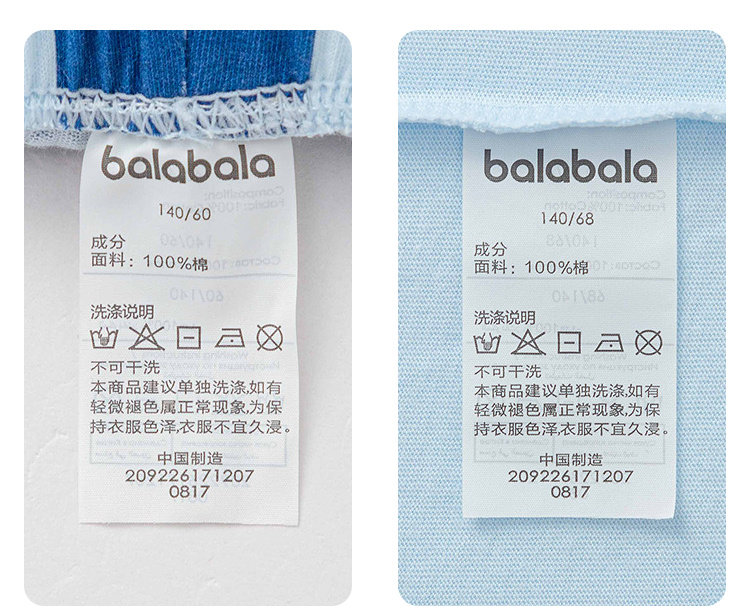 balabala
140/60
成分
面料: 100%棉
洗涤说明
不可干洗
本商品建议单独洗涤,如有
轻微褪色属正常现象,为保
持衣服色泽,衣服不宜久浸。
中国制造
209226171207
0817
balabala
140/68
成分
面料: 100%棉
洗涤说明
不可干洗
本商品建议单独洗涤,如有
轻微褪色属正常现象,为保
持衣服色泽,衣服不宜久浸。
中国制造
209226171207
0817